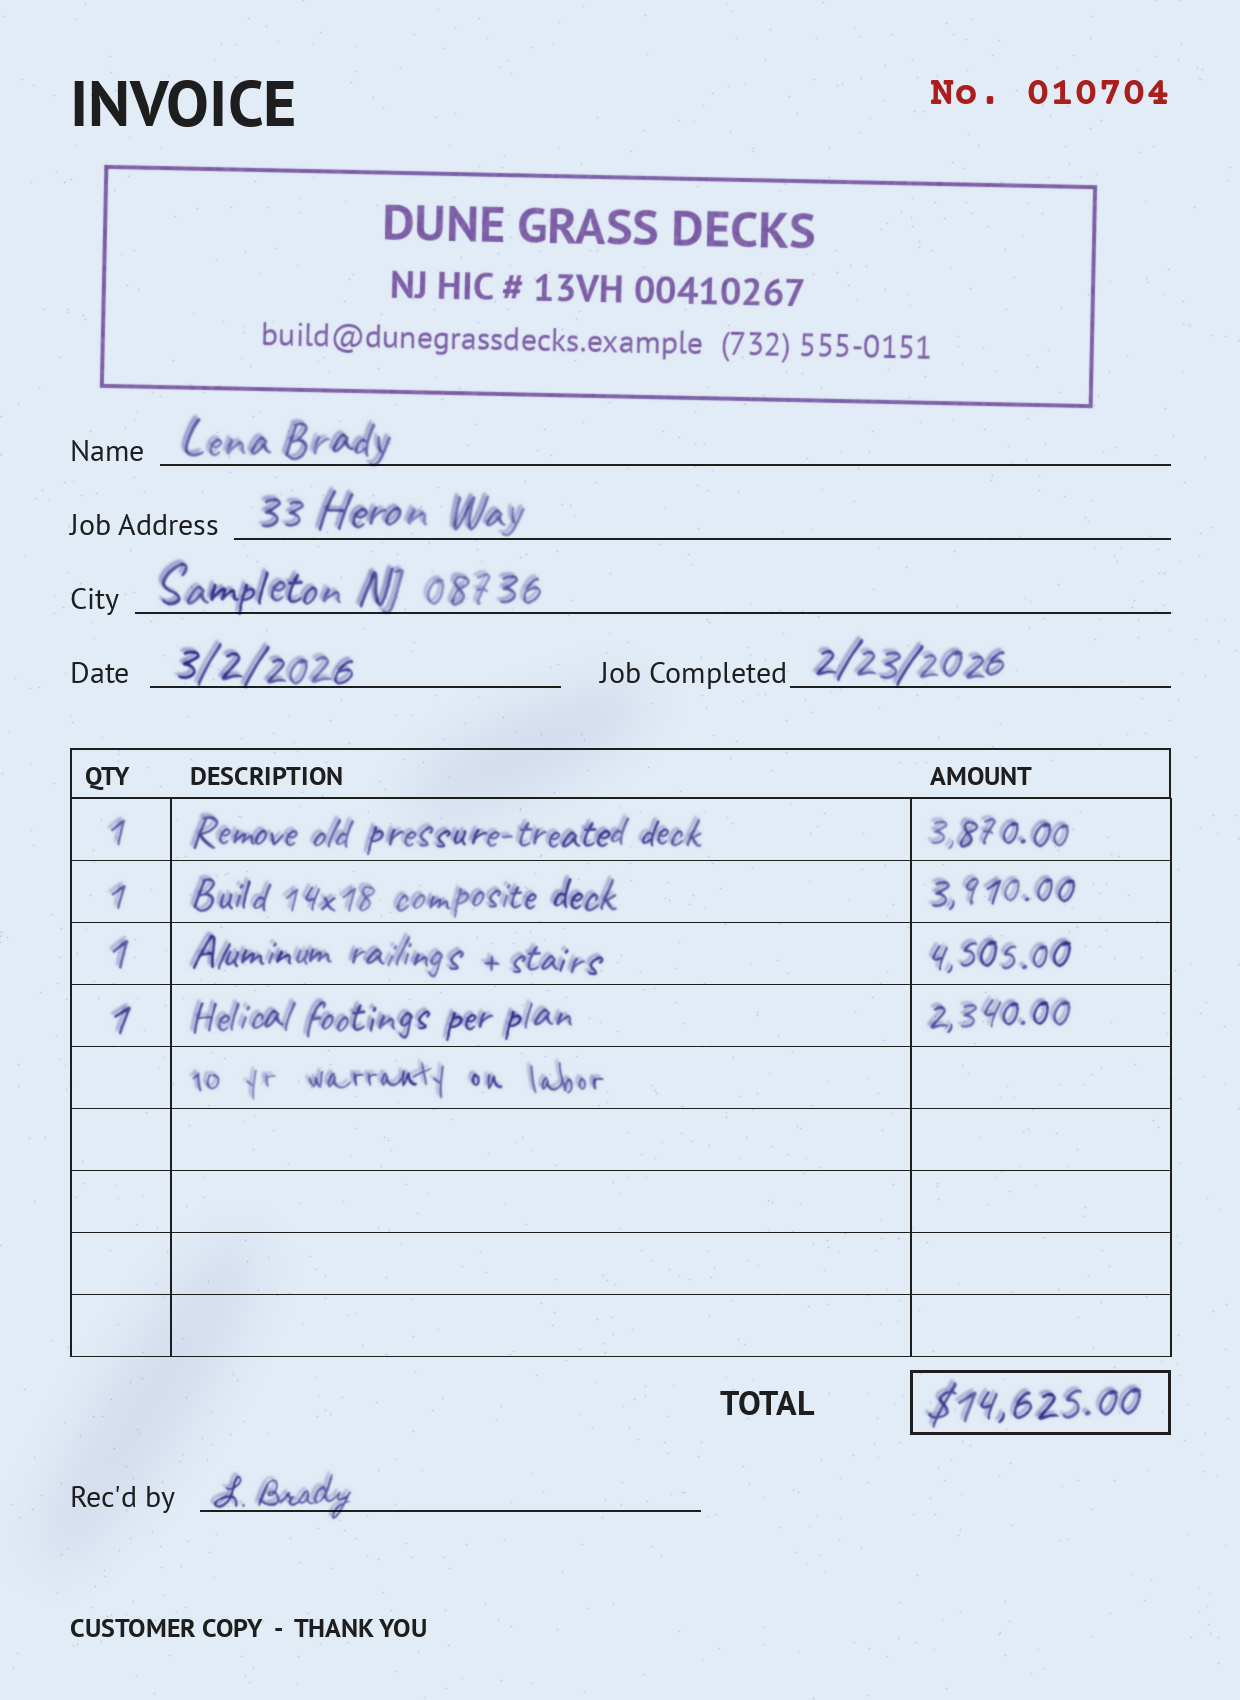 INVOICE
No. 010704
DUNE GRASS DECKS
NJ HIC # 13VH 00410267
build@dunegrassdecks.example (732) 555-0151
Name Lena Brady
Job Address 33 Heron Way
City Sampleton NJ 08736
Date 3/2/2026 Job Completed 2/23/2026
QTY DESCRIPTION AMOUNT
1 Remove old pressure-treated deck 3,870.00
1 Build 14x18 composite deck 3,910.00
1 Aluminum railings + stairs 4,505.00
1 Helical footings per plan 2,340.00
10 yr warranty on labor
TOTAL $14,625.00
Rec'd by L. Brady
CUSTOMER COPY - THANK YOU